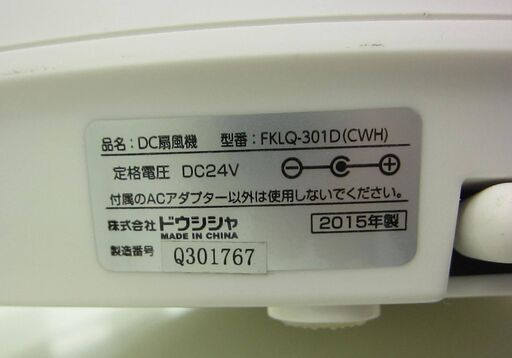 品名：DC扇風機 型番：FKLQ-301D(CWH)
定格電圧 DC24V
付属のACアダプター以外は使用しないでください。
株式会社ドウシシャ 2015年製
MADE IN CHINA
製造番号 Q301767